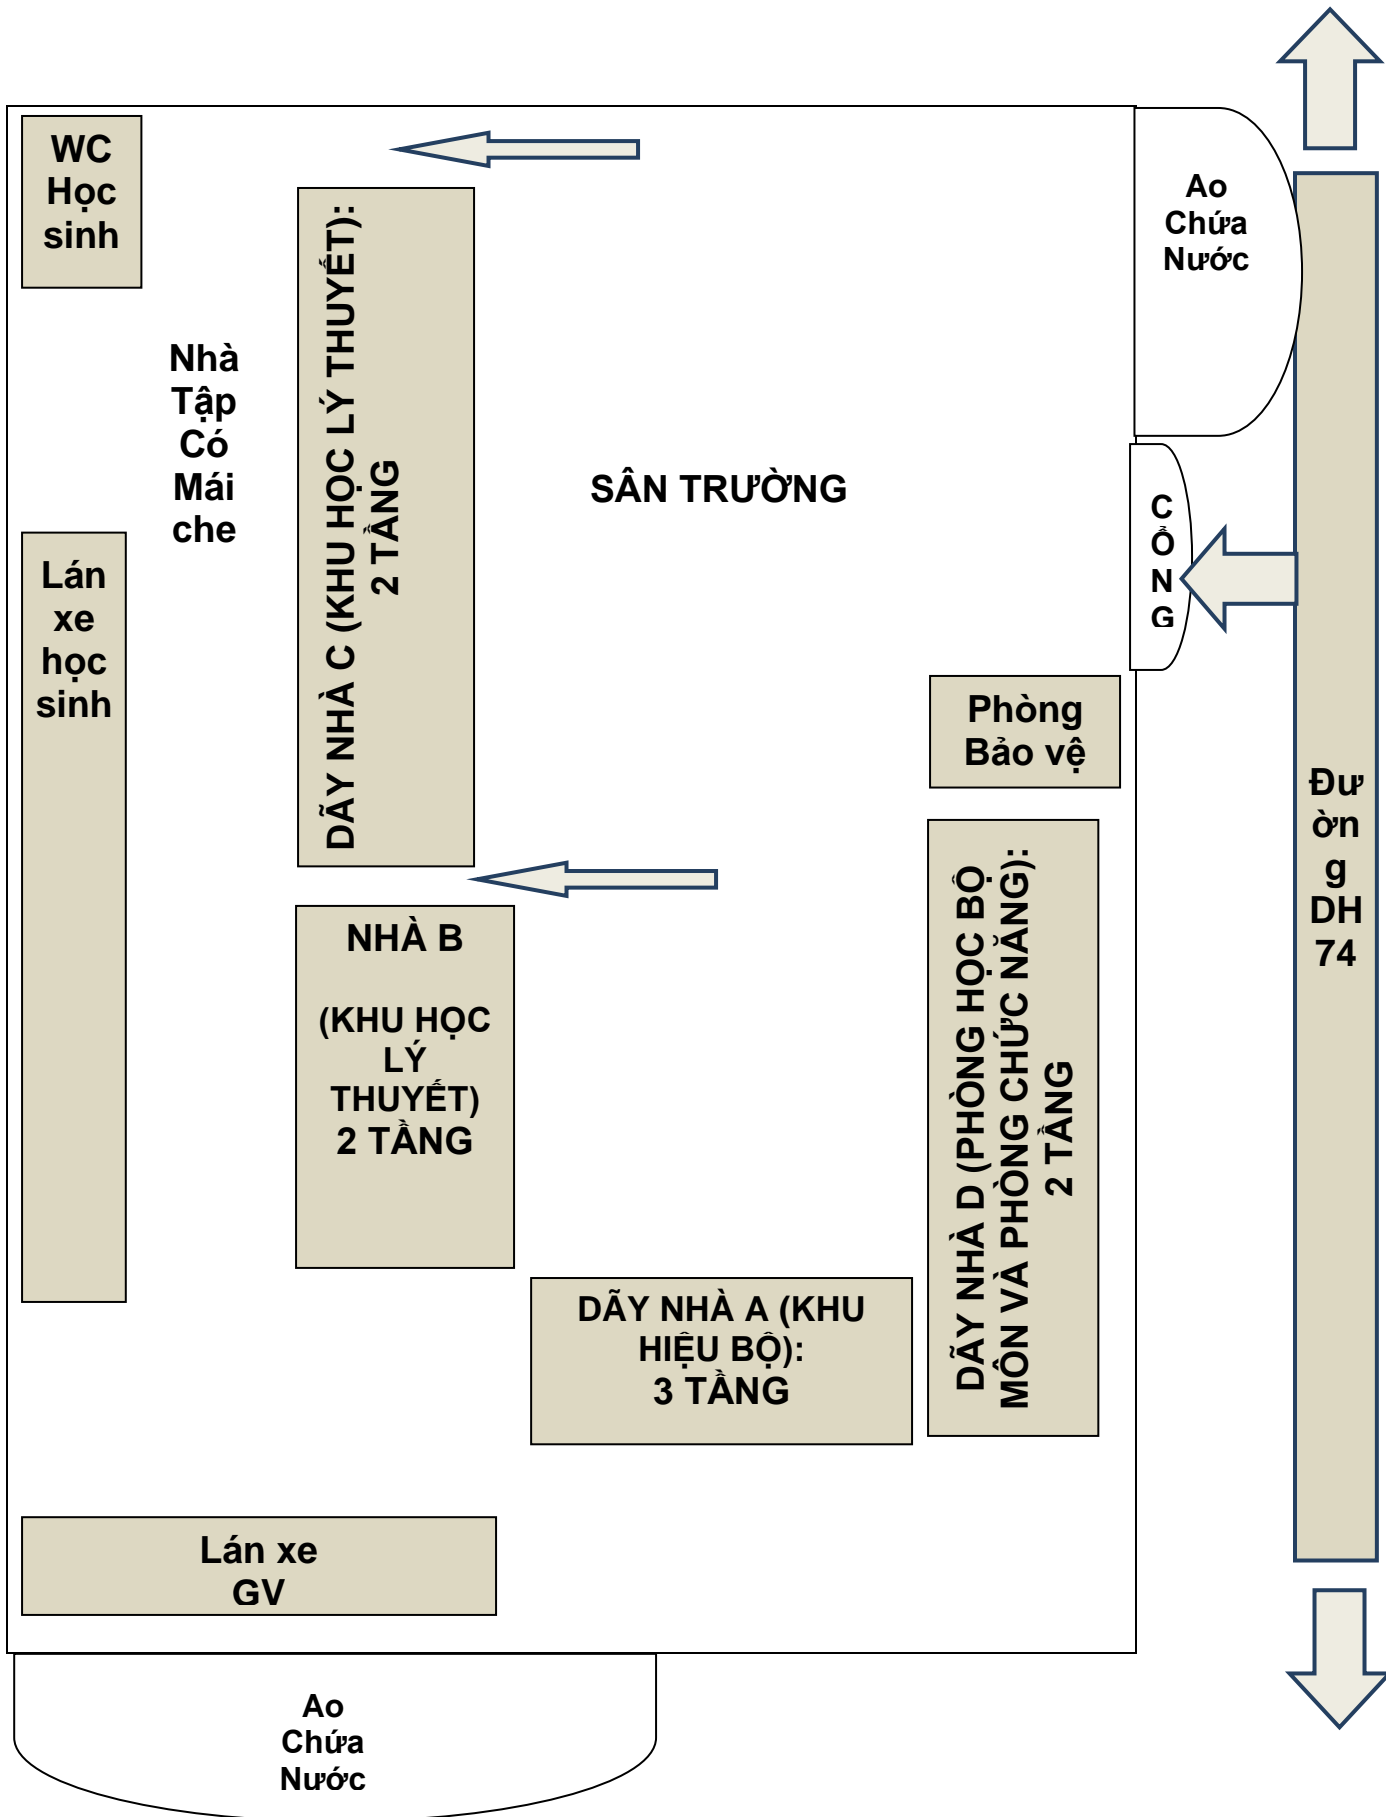 WC
Học
sinh
Ao
Chứa
Nước
DÃY NHÀ C (KHU HỌC LÝ THUYẾT):
2 TẦNG
Nhà
Tập
Có
Mái
che
SÂN TRƯỜNG
C
Ổ
N
G
Lán
xe
học
sinh
Phòng
Bảo vệ
Đư
ờn
g
DH
74
DÃY NHÀ D (PHÒNG HỌC BỘ
MÔN VÀ PHÒNG CHỨC NĂNG):
2 TẦNG
NHÀ B
(KHU HỌC
LÝ
THUYẾT)
2 TẦNG
DÃY NHÀ A (KHU
HIỆU BỘ):
3 TẦNG
Lán xe
GV
Ao
Chứa
Nước